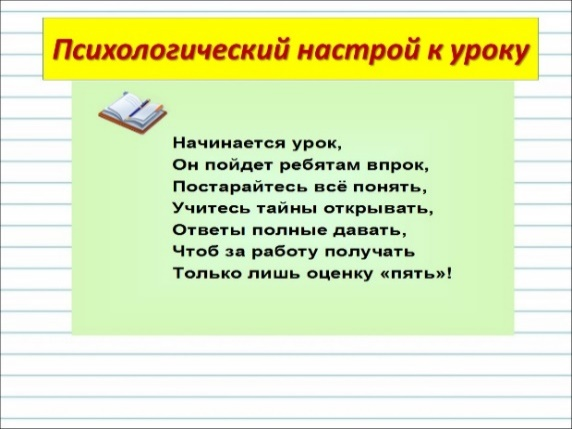 Психологический настрой к уроку
Начинается урок,
Он пойдет ребятам впрок,
Постарайтесь всё понять,
Учитесь тайны открывать,
Ответы полные давать,
Чтоб за работу получать
Только лишь оценку «пять»!